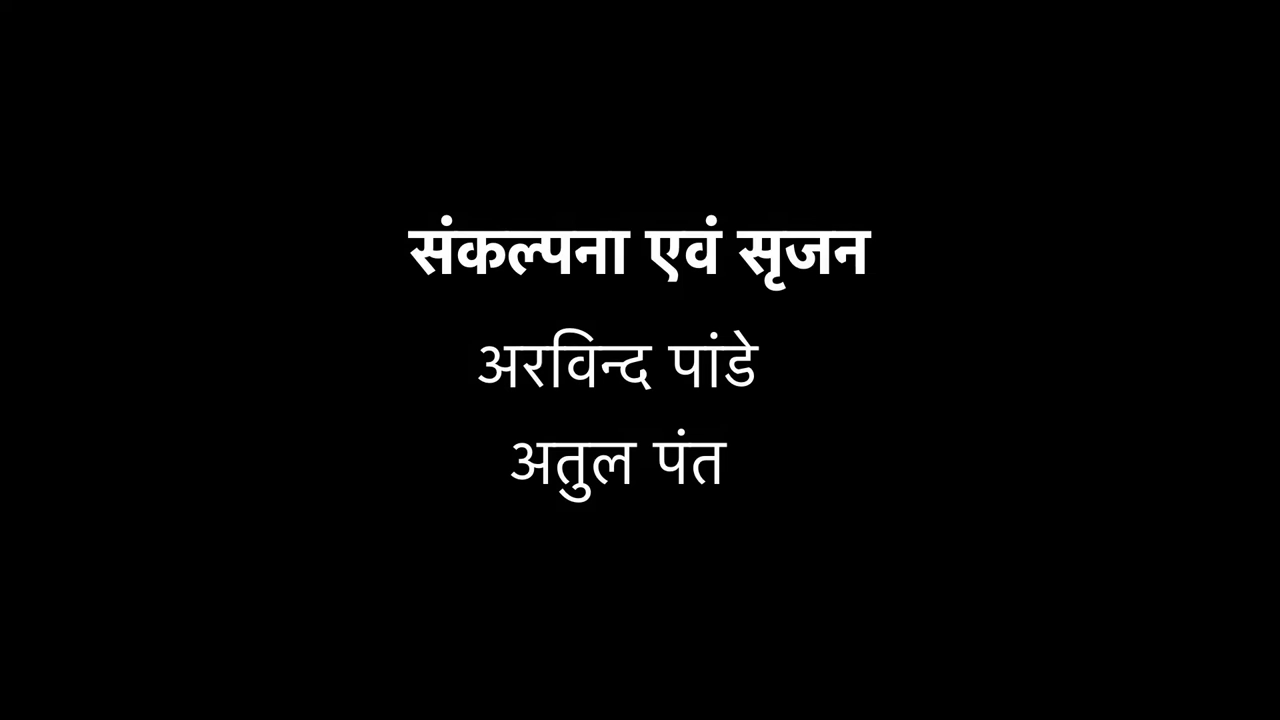 संकल्पना एवं सृजन
अरविन्द पांडे
अतुल पंत